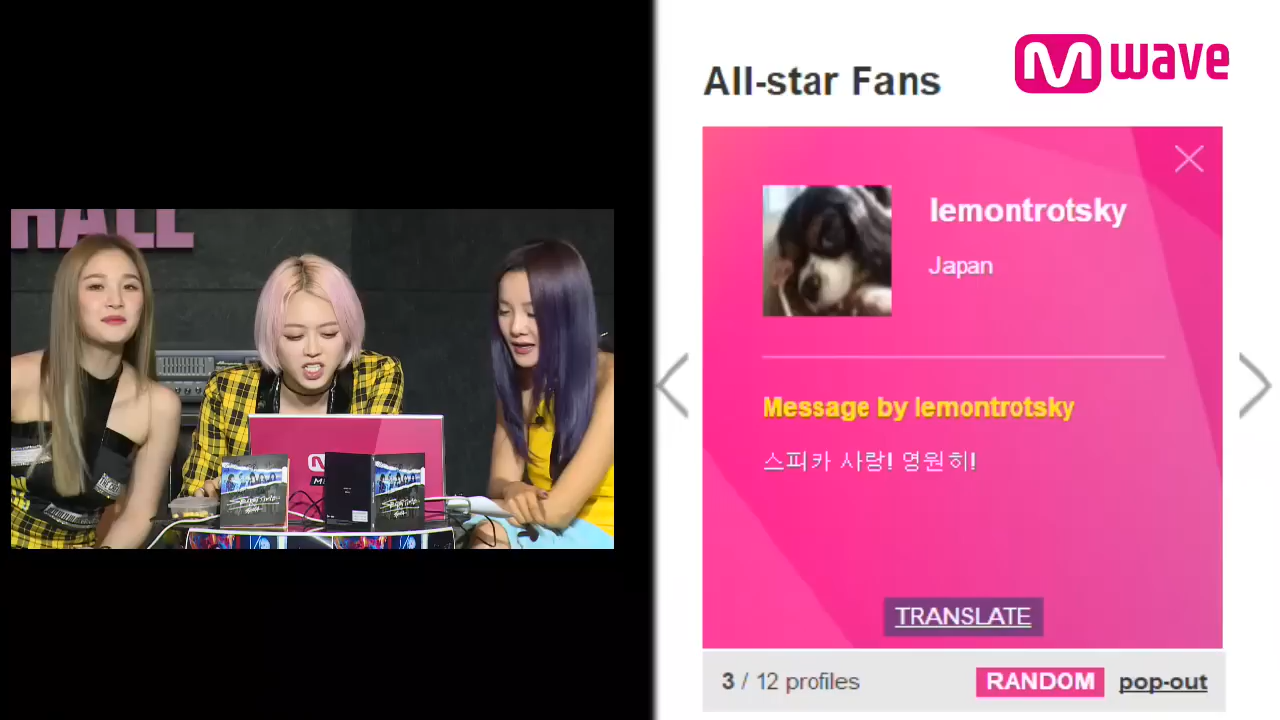 HALL
M wave
All-star Fans
lemontrotsky
Japan
Message by lemontrotsky
스피카 사랑! 영원히!
TRANSLATE
3 / 12 profiles
RANDOM pop-out